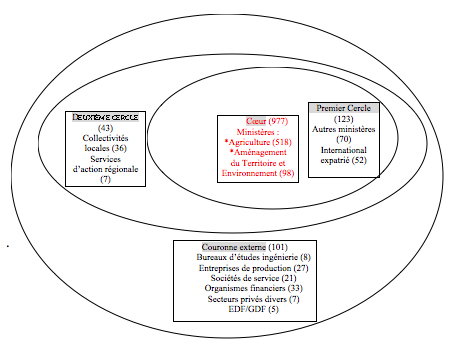 DEUXIÈME CERCLE
(43)
Collectivités
locales (36)
Services
d'action régionale
(7)
Cœur (977)
Ministères :
*Agriculture (518)
*Aménagement
du Territoire et
Environnement (98)
Premier Cercle
(123)
Autres ministères
(70)
International
expatrié (52)
Couronne externe (101)
Bureaux d'études ingénierie (8)
Entreprises de production (27)
Sociétés de service (21)
Organismes financiers (33)
Secteurs privés divers (7)
EDF/GDF (5)